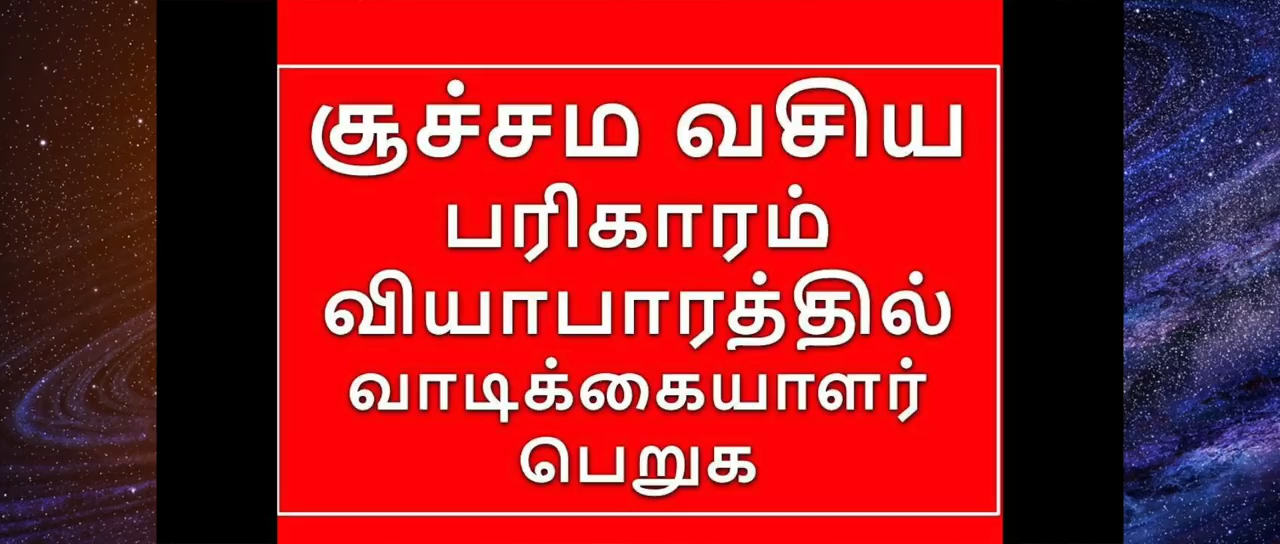 சூச்சம வசிய
பரிகாரம்
வியாபாரத்தில்
வாடிக்கையாளர்
பெறுக